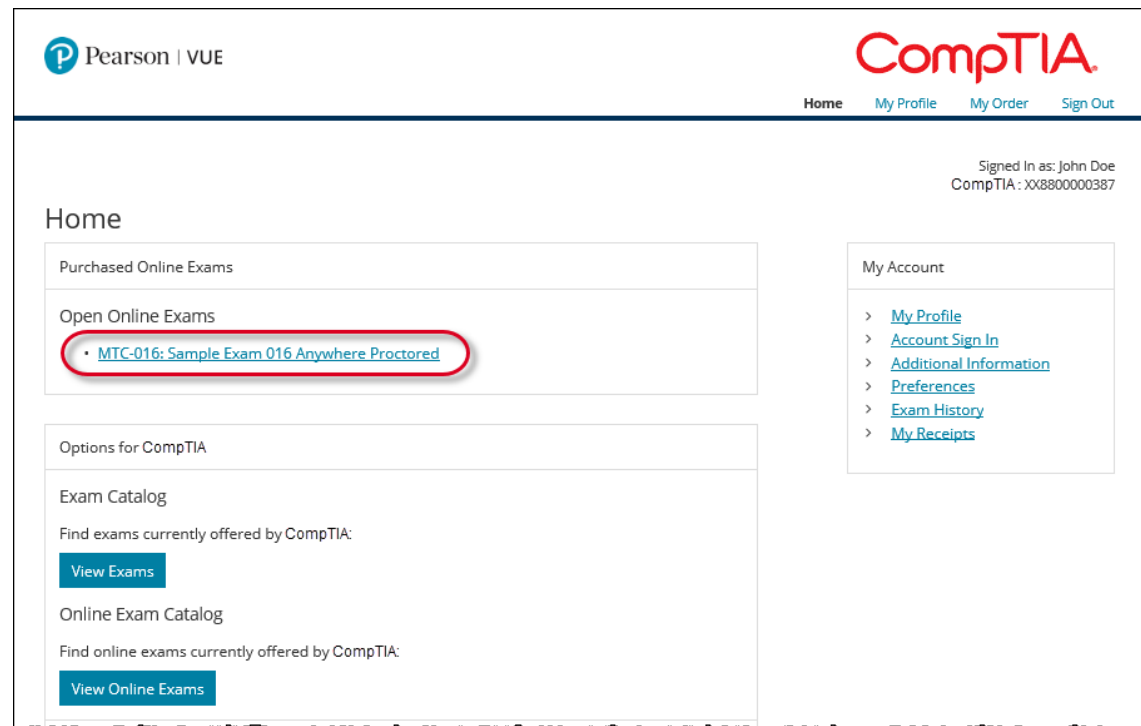 Pearson | VUE
CompTIA.
Home My Profile My Order Sign Out
Signed In as: John Doe
CompTIA : XX8800000387
Home
Purchased Online Exams
Open Online Exams
• MTC-016: Sample Exam 016 Anywhere Proctored
My Account
> My Profile
> Account Sign In
> Additional Information
> Preferences
> Exam History
> My Receipts
Options for CompTIA
Exam Catalog
Find exams currently offered by CompTIA:
View Exams
Online Exam Catalog
Find online exams currently offered by CompTIA:
View Online Exams